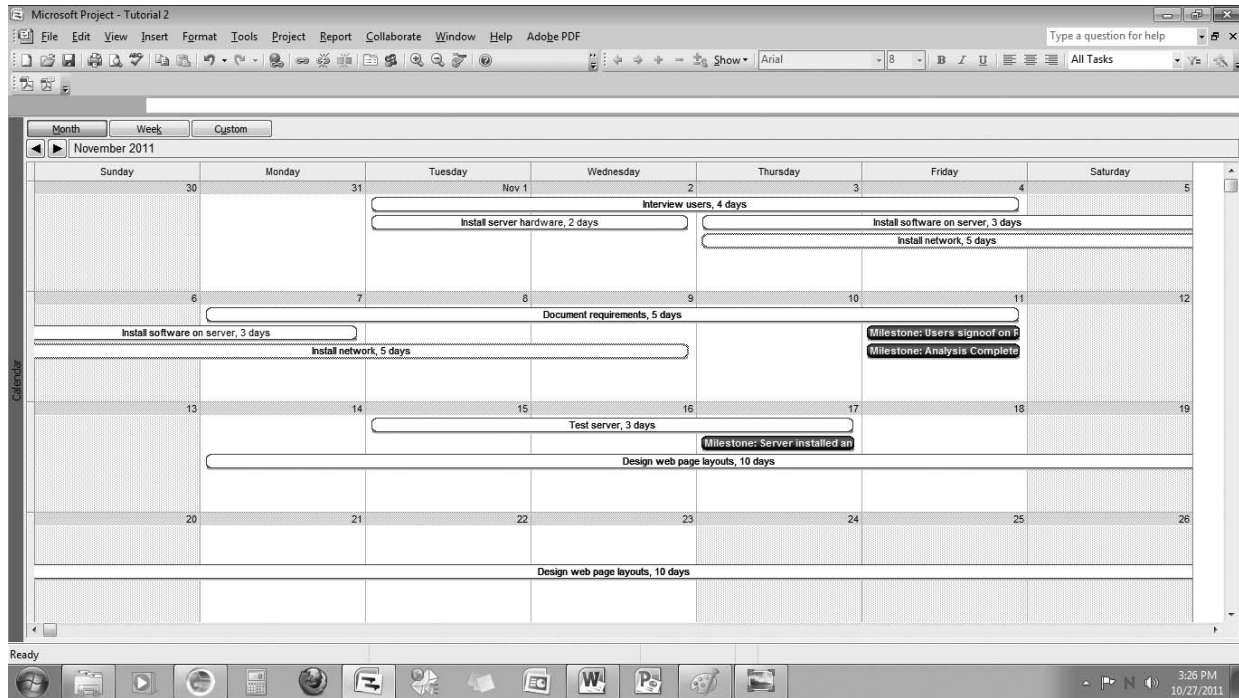 Microsoft Project - Tutorial 2
File Edit View Insert Format Tools Project Report Collaborate Window Help Adobe PDF Type a question for help
Show Arial 8 B I U All Tasks
Month Week Custom
November 2011
Sunday Monday Tuesday Wednesday Thursday Friday Saturday
30 31 Nov 1 2 3 4 5
Interview users, 4 days
Install server hardware, 2 days Install software on server, 3 days
Install network, 5 days
6 7 8 9 10 11 12
Document requirements, 5 days
Install software on server, 3 days Milestone: Users signoof on R
Install network, 5 days Milestone: Analysis Complete
13 14 15 16 17 18 19
Test server, 3 days
Milestone: Server installed an
Design web page layouts, 10 days
20 21 22 23 24 25 26
Design web page layouts, 10 days
Calendar
Ready
3:26 PM
10/27/2011